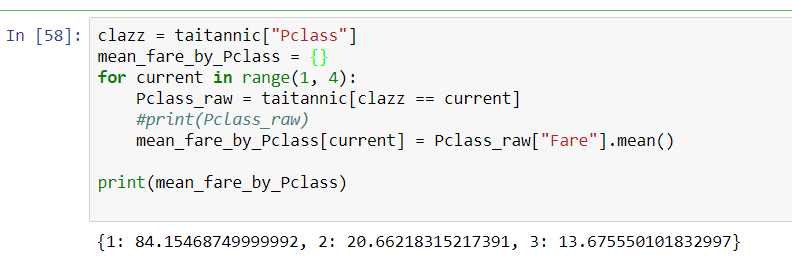 In [58]: clazz = taitannic["Pclass"]
mean_fare_by_Pclass = {}
for current in range(1, 4):
    Pclass_raw = taitannic[clazz == current]
    #print(Pclass_raw)
    mean_fare_by_Pclass[current] = Pclass_raw["Fare"].mean()
print(mean_fare_by_Pclass)
{1: 84.15468749999992, 2: 20.66218315217391, 3: 13.675550101832997}